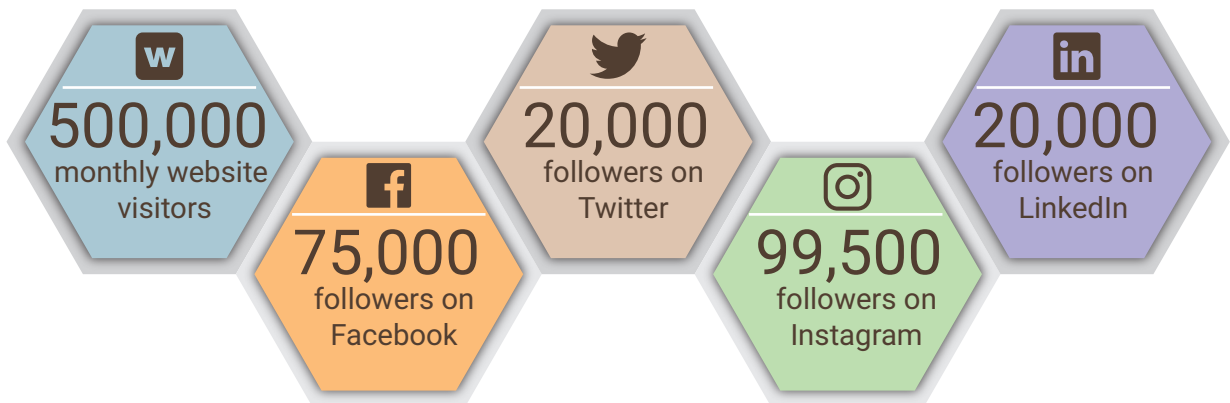 w
500,000
monthly website
visitors
75,000
followers on
Facebook
20,000
followers on
Twitter
99,500
followers on
Instagram
in
20,000
followers on
LinkedIn